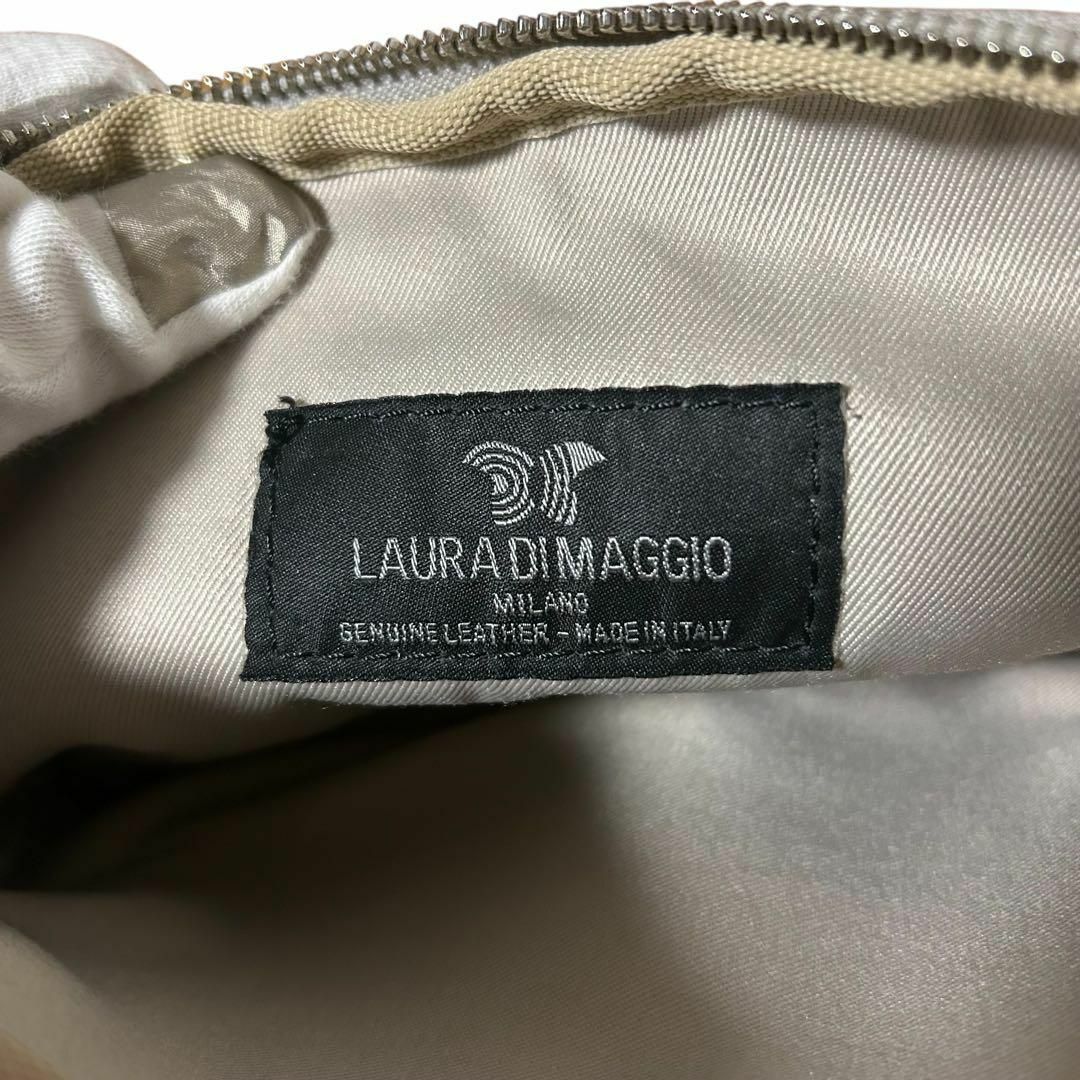 LAURA DI MAGGIO
MILANO
GENUINE LEATHER - MADE IN ITALY